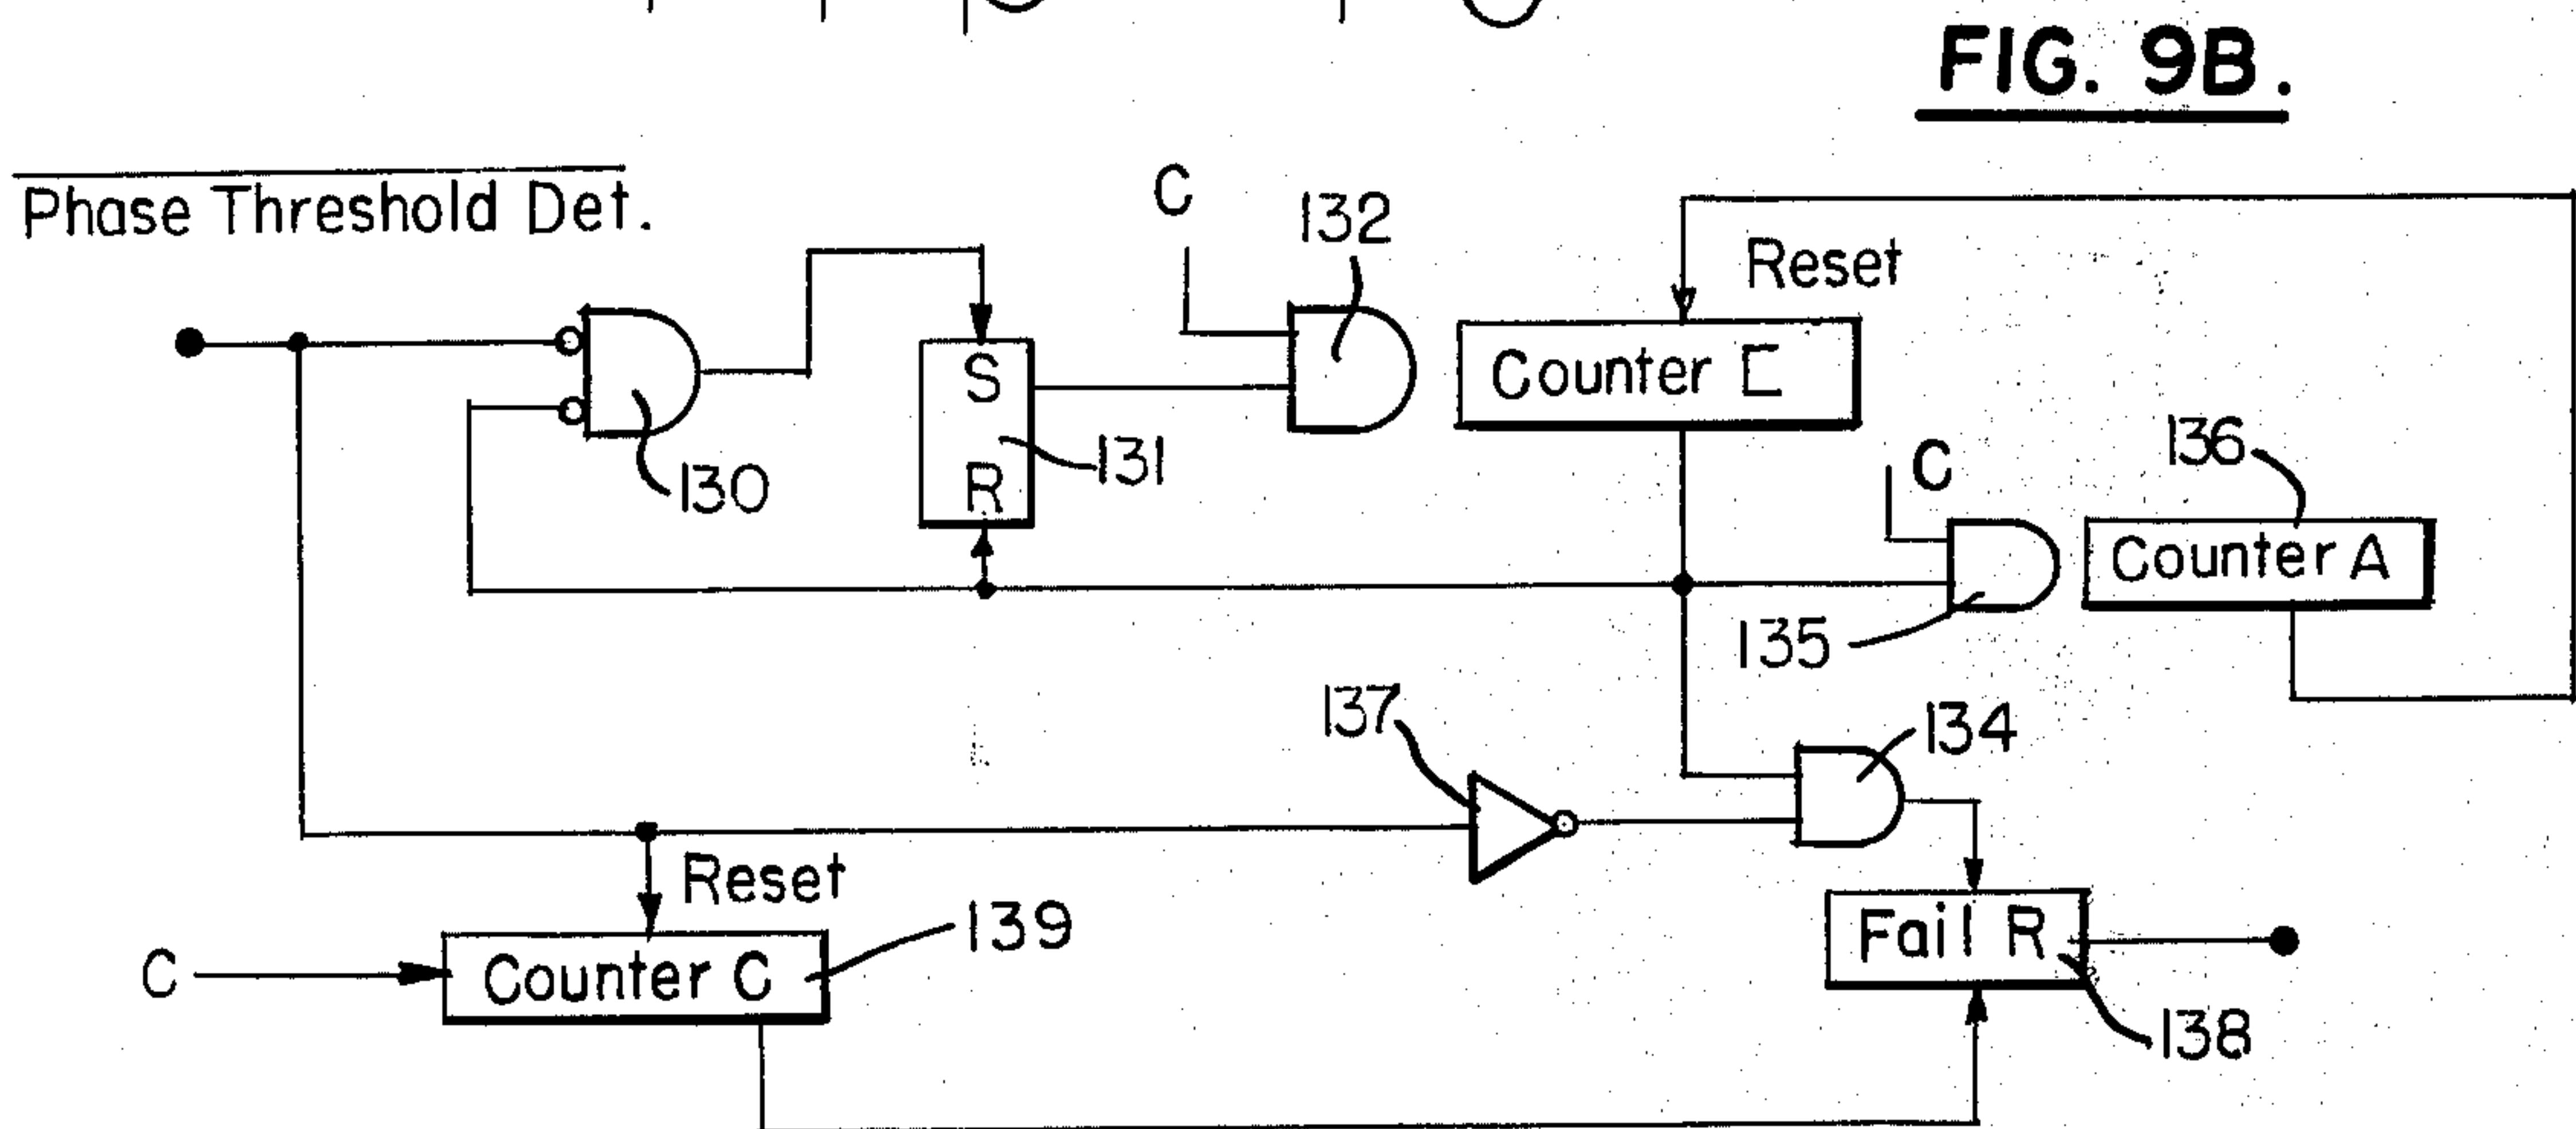 FIG. 9B.
Phase Threshold Det.
C
132
Reset
S
R
131
130
Counter E
C
136
Counter A
135
137
134
Reset
139
C
Counter C
Fail R
138